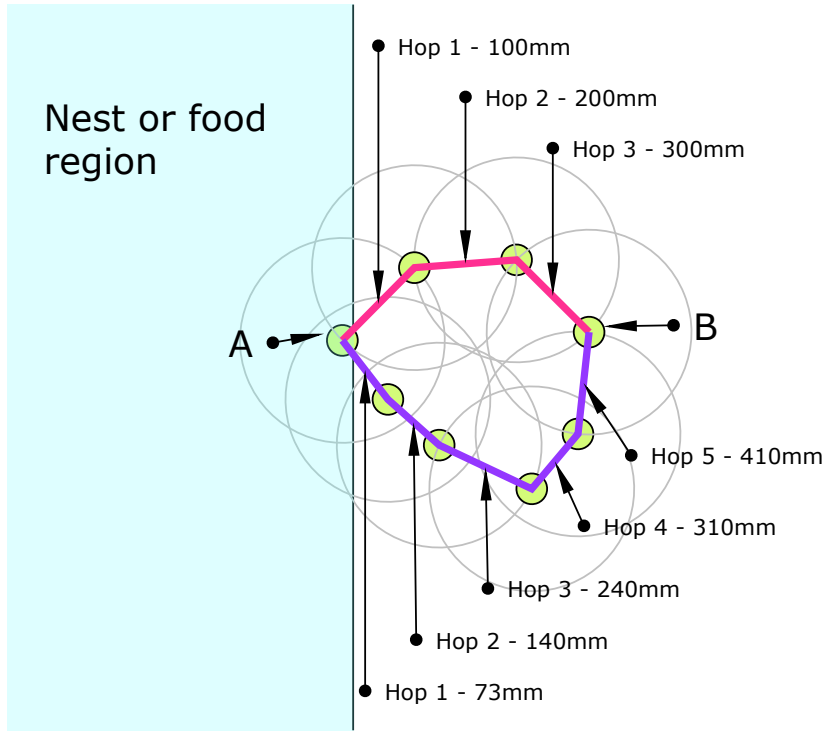 Nest or food
region
Hop 1 - 100mm
Hop 2 - 200mm
Hop 3 - 300mm
A
B
Hop 5 - 410mm
Hop 4 - 310mm
Hop 3 - 240mm
Hop 2 - 140mm
Hop 1 - 73mm